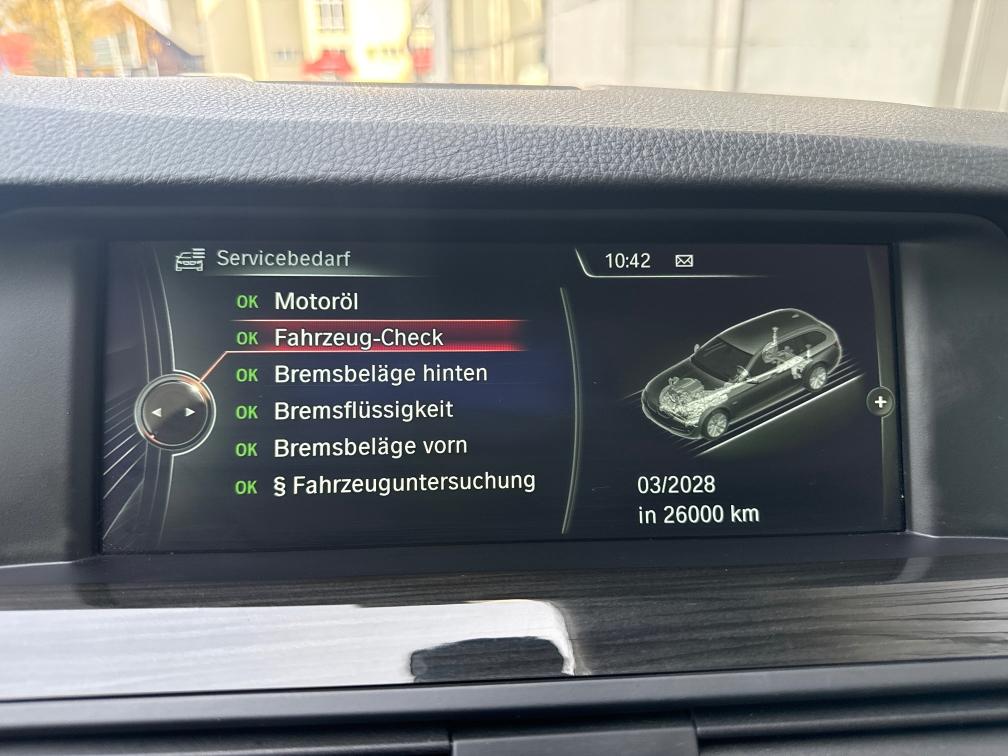 Servicebedarf
10:42
OK Motoröl
OK Fahrzeug-Check
OK Bremsbeläge hinten
OK Bremsflüssigkeit
OK Bremsbeläge vorn
OK § Fahrzeuguntersuchung
03/2028
in 26000 km